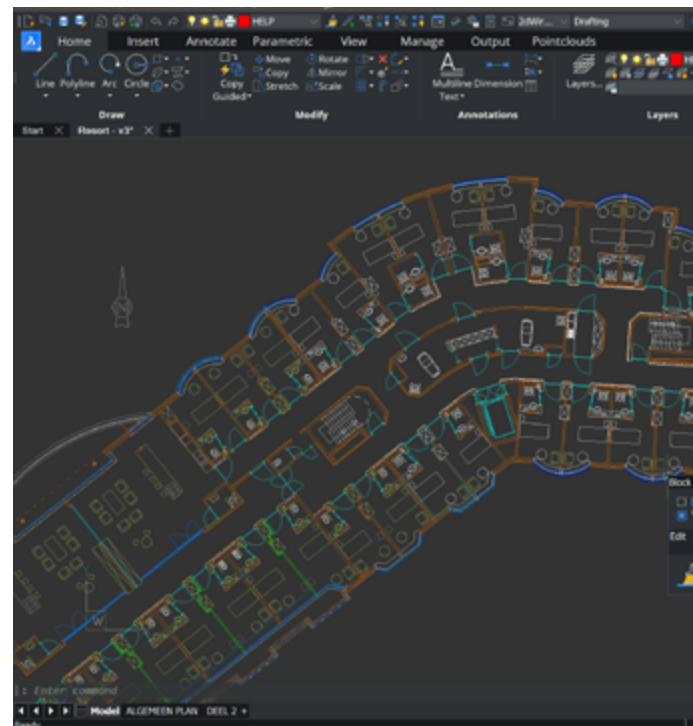 HELP 2dWir... Drafting
Home Insert Annotate Parametric View Manage Output Pointclouds
Line Polyline Arc Circle
Copy Guided
Move Rotate
Copy Mirror
Stretch Scale
Multiline Text
Dimension
Layers...
Draw Modify Annotations Layers
Start Resort - v3*
N
Block
Edit
W
: Enter command
Model ALGEMEEN PLAN DEEL 2 +
Ready